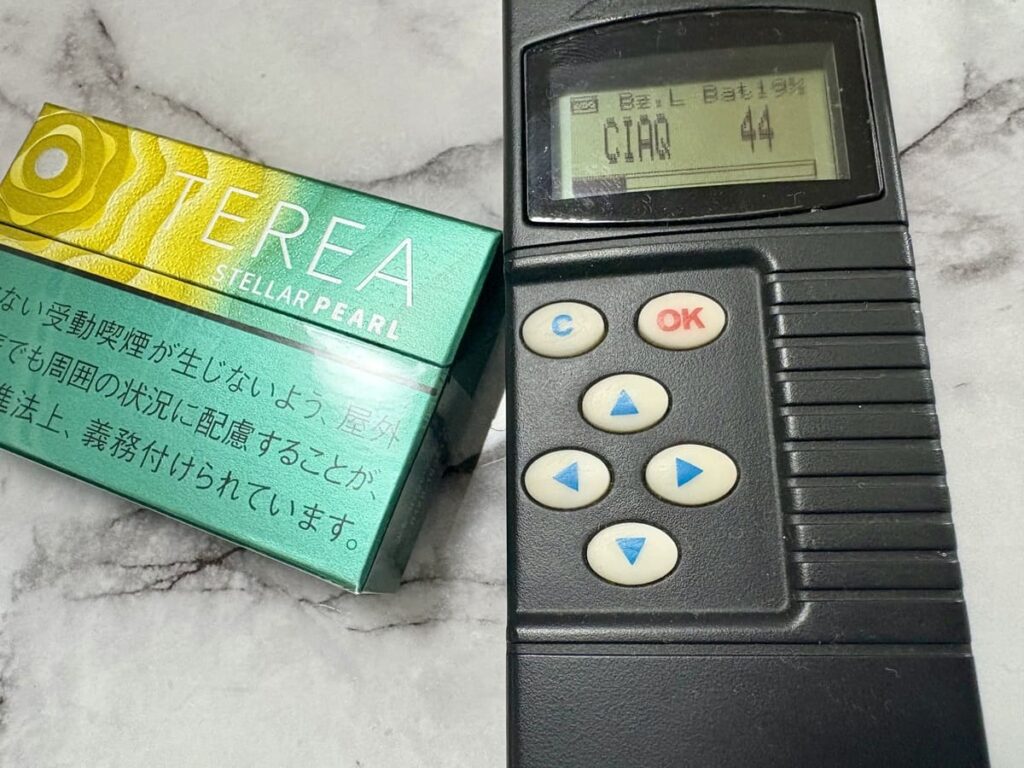 TEREA
STELLAR PEARL
ない受動喫煙が生じないよう、屋外
でも周囲の状況に配慮することが、
進法上、義務付けられています。
Bz.L Bat19%
CIAQ 44
C
OK